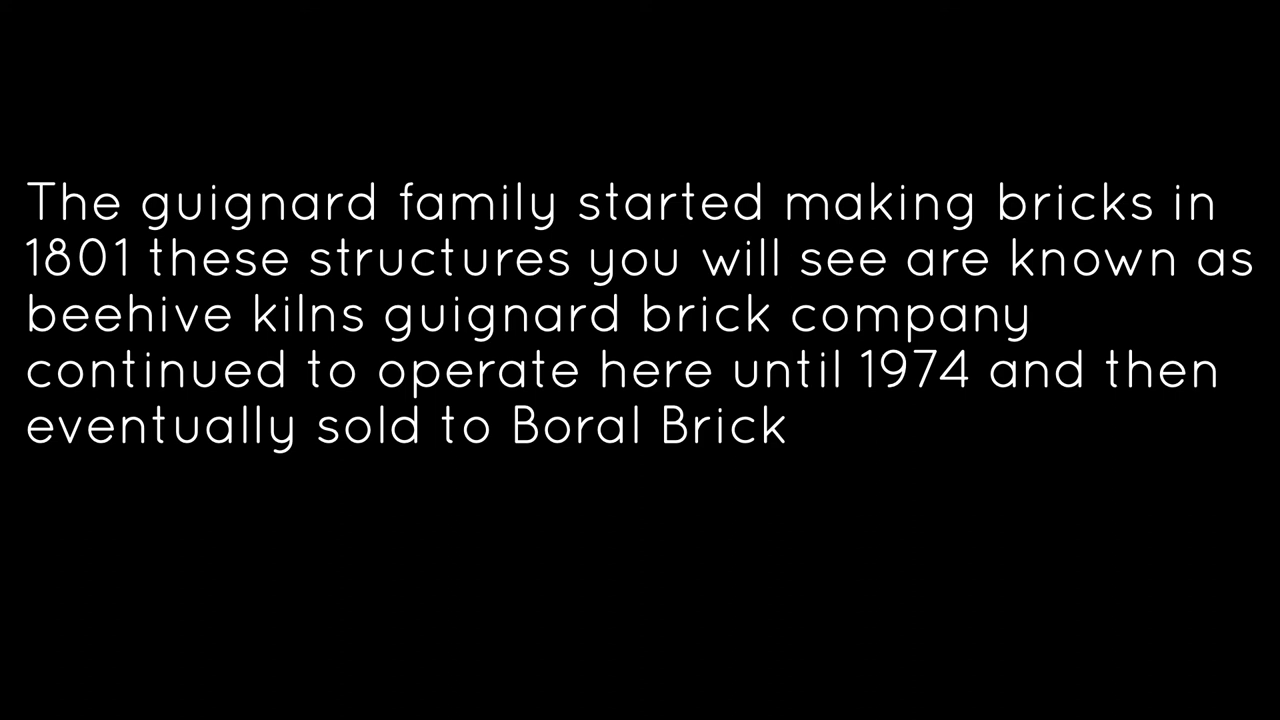 The guignard family started making bricks in
1801 these structures you will see are known as
beehive kilns guignard brick company
continued to operate here until 1974 and then
eventually sold to Boral Brick